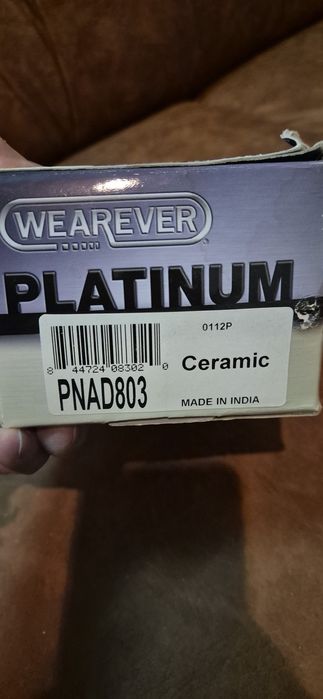 WEAREVER
PLATINUM
0112P
8 44724 08302 0
Ceramic
PNAD803
MADE IN INDIA